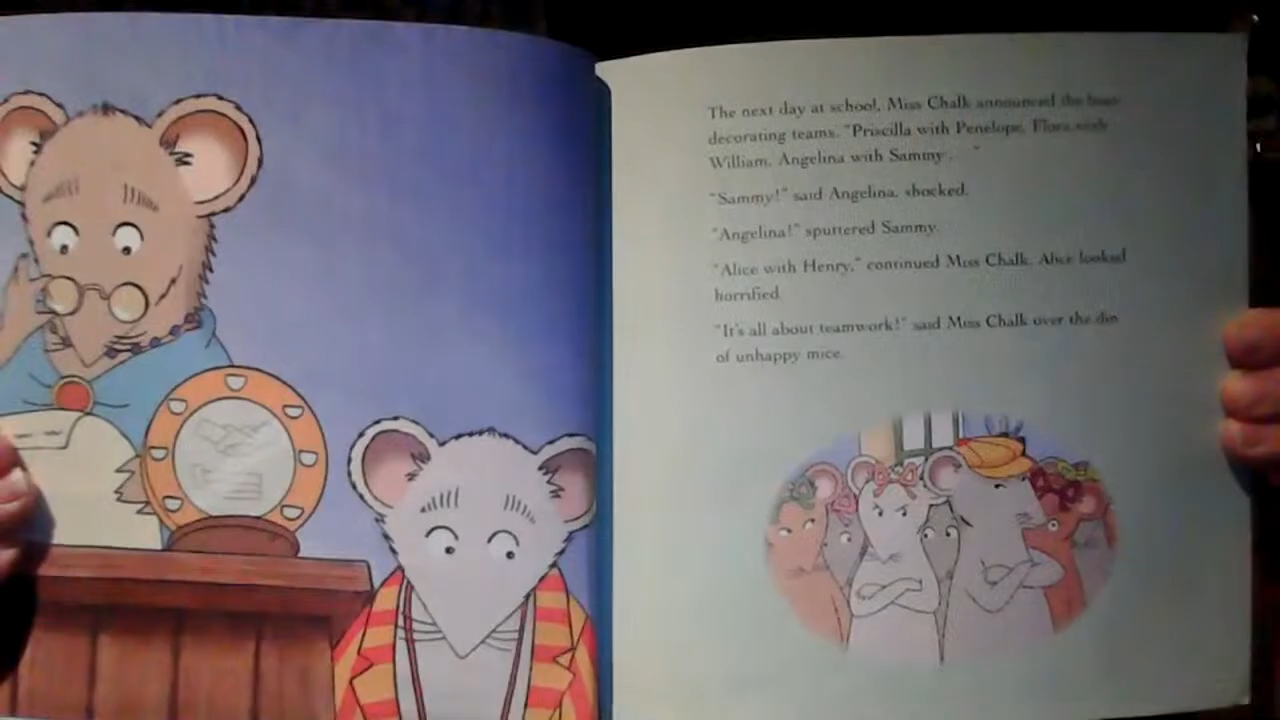 The next day at school, Miss Chalk announced the
decorating teams. "Priscilla with Penelope, Flora with
William, Angelina with Sammy . . ."
"Sammy!" said Angelina, shocked.
"Angelina!" sputtered Sammy.
"Alice with Henry," continued Miss Chalk. Alice looked
horrified.
"It's all about teamwork!" said Miss Chalk over the din
of unhappy mice.